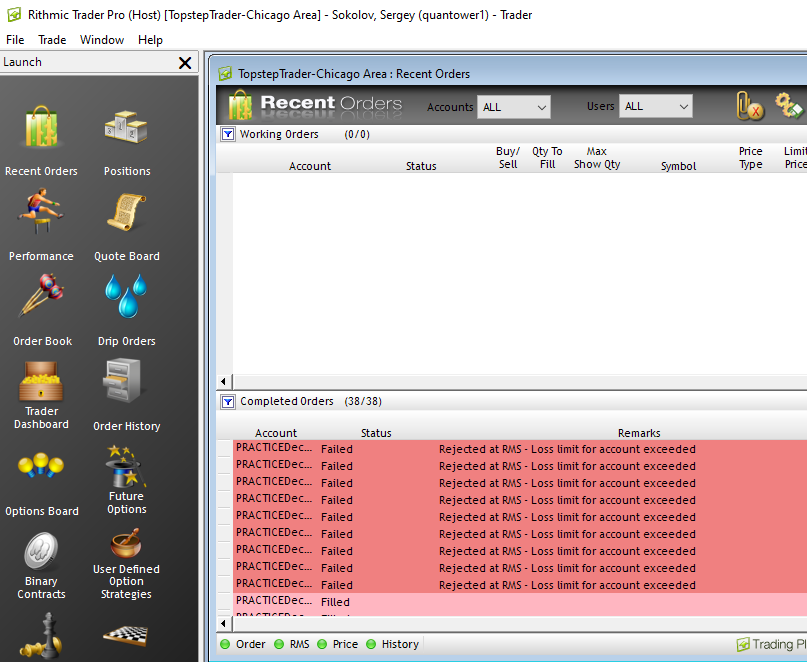 Rithmic Trader Pro (Host) [TopstepTrader-Chicago Area] - Sokolov, Sergey (quantower1) - Trader
File Trade Window Help
Launch
Recent Orders
Positions
Performance
Quote Board
Order Book
Drip Orders
Trader
Dashboard
Order History
Options Board
Future
Options
Binary
Contracts
User Defined
Option
Strategies
TopstepTrader-Chicago Area : Recent Orders
Recent Orders Accounts ALL Users ALL
Working Orders (0/0)
Account Status Buy/ Sell Qty To Fill Max Show Qty Symbol Price Type Limit Price
Completed Orders (38/38)
Account Status Remarks
PRACTICEDec... Failed Rejected at RMS - Loss limit for account exceeded
PRACTICEDec... Failed Rejected at RMS - Loss limit for account exceeded
PRACTICEDec... Failed Rejected at RMS - Loss limit for account exceeded
PRACTICEDec... Failed Rejected at RMS - Loss limit for account exceeded
PRACTICEDec... Failed Rejected at RMS - Loss limit for account exceeded
PRACTICEDec... Failed Rejected at RMS - Loss limit for account exceeded
PRACTICEDec... Failed Rejected at RMS - Loss limit for account exceeded
PRACTICEDec... Failed Rejected at RMS - Loss limit for account exceeded
PRACTICEDec... Failed Rejected at RMS - Loss limit for account exceeded
PRACTICEDec... Filled
Order RMS Price History
Trading